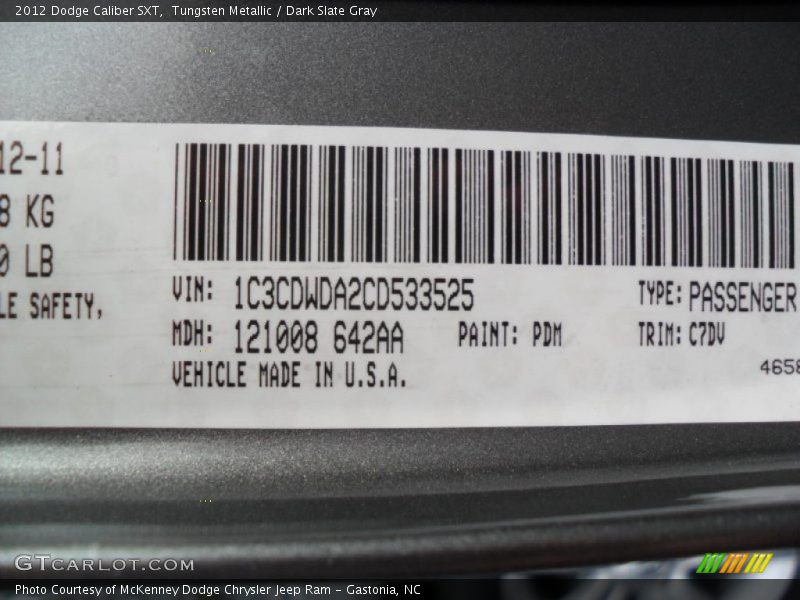 2012 Dodge Caliber SXT, Tungsten Metallic / Dark Slate Gray
12-11
8 KG
0 LB
LE SAFETY,
VIN: 1C3CDWDA2CD533525
TYPE: PASSENGER
MDH: 121008 642AA
PAINT: PDM
TRIM: C7DV
VEHICLE MADE IN U.S.A.
4658
GTCARLOT.COM
Photo Courtesy of McKenney Dodge Chrysler Jeep Ram - Gastonia, NC